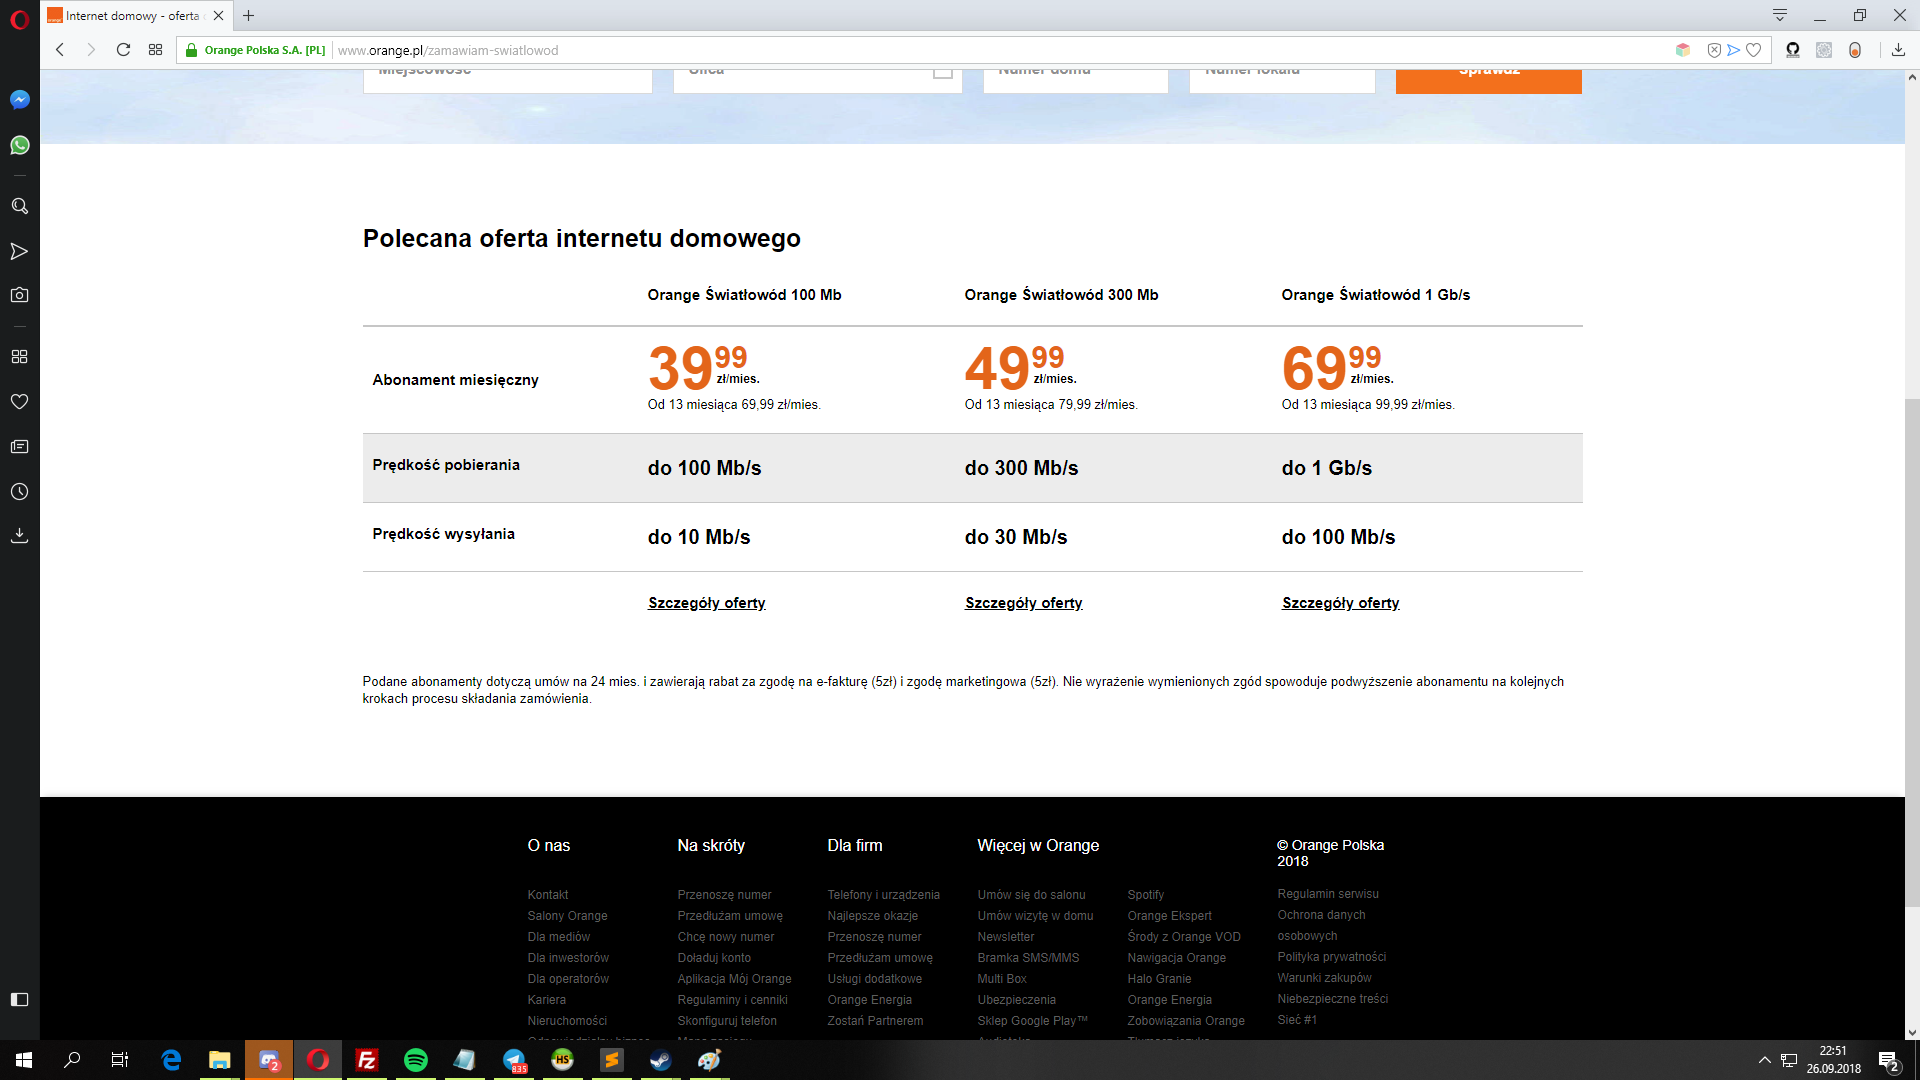 Internet domowy - oferta
Orange Polska S.A. [PL]
www.orange.pl/zamawiam-swiatlowod
Miejscowość
Ulica
Numer domu
Numer lokalu
Sprawdź
Polecana oferta internetu domowego
Orange Światłowód 100 Mb
Orange Światłowód 300 Mb
Orange Światłowód 1 Gb/s
Abonament miesięczny
39 99 zł/mies.
Od 13 miesiąca 69,99 zł/mies.
49 99 zł/mies.
Od 13 miesiąca 79,99 zł/mies.
69 99 zł/mies.
Od 13 miesiąca 99,99 zł/mies.
Prędkość pobierania
do 100 Mb/s
do 300 Mb/s
do 1 Gb/s
Prędkość wysyłania
do 10 Mb/s
do 30 Mb/s
do 100 Mb/s
Szczegóły oferty
Szczegóły oferty
Szczegóły oferty
Podane abonamenty dotyczą umów na 24 mies. i zawierają rabat za zgodę na e-fakturę (5zł) i zgodę marketingowa (5zł). Nie wyrażenie wymienionych zgód spowoduje podwyższenie abonamentu na kolejnych
krokach procesu składania zamówienia.
O nas
Kontakt
Salony Orange
Dla mediów
Dla inwestorów
Dla operatorów
Kariera
Nieruchomości
Na skróty
Przenoszę numer
Przedłużam umowę
Chcę nowy numer
Doładuj konto
Aplikacja Mój Orange
Regulaminy i cenniki
Skonfiguruj telefon
Dla firm
Telefony i urządzenia
Najlepsze okazje
Przenoszę numer
Przedłużam umowę
Usługi dodatkowe
Orange Energia
Zostań Partnerem
Więcej w Orange
Umów się do salonu
Umów wizytę w domu
Newsletter
Bramka SMS/MMS
Multi Box
Ubezpieczenia
Sklep Google Play™
Spotify
Orange Ekspert
Środy z Orange VOD
Nawigacja Orange
Halo Granie
Orange Energia
Zobowiązania Orange
© Orange Polska
2018
Regulamin serwisu
Ochrona danych
osobowych
Polityka prywatności
Warunki zakupów
Niebezpieczne treści
Sieć #1
2
835
HS
22:51
26.09.2018
2